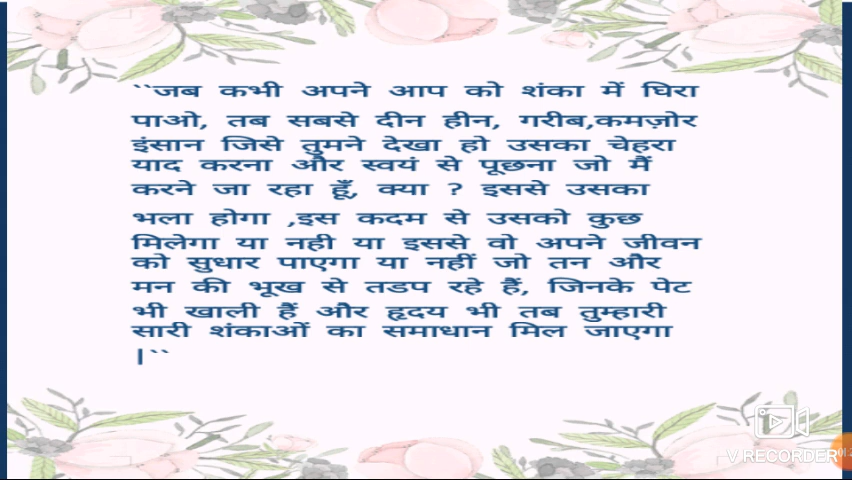 ``जब कभी अपने आप को शंका में घिरा
पाओ, तब सबसे दीन हीन, गरीब,कमज़ोर
इंसान जिसे तुमने देखा हो उसका चेहरा
याद करना और स्वयं से पूछना जो मैं
करने जा रहा हूँ, क्या ? इससे उसका
भला होगा ,इस कदम से उसको कुछ
मिलेगा या नही या इससे वो अपने जीवन
को सुधार पाएगा या नहीं जो तन और
मन की भूख से तडप रहे हैं, जिनके पेट
भी खाली हैं और हृदय भी तब तुम्हारी
सारी शंकाओं का समाधान मिल जाएगा
|``
V RECORDER